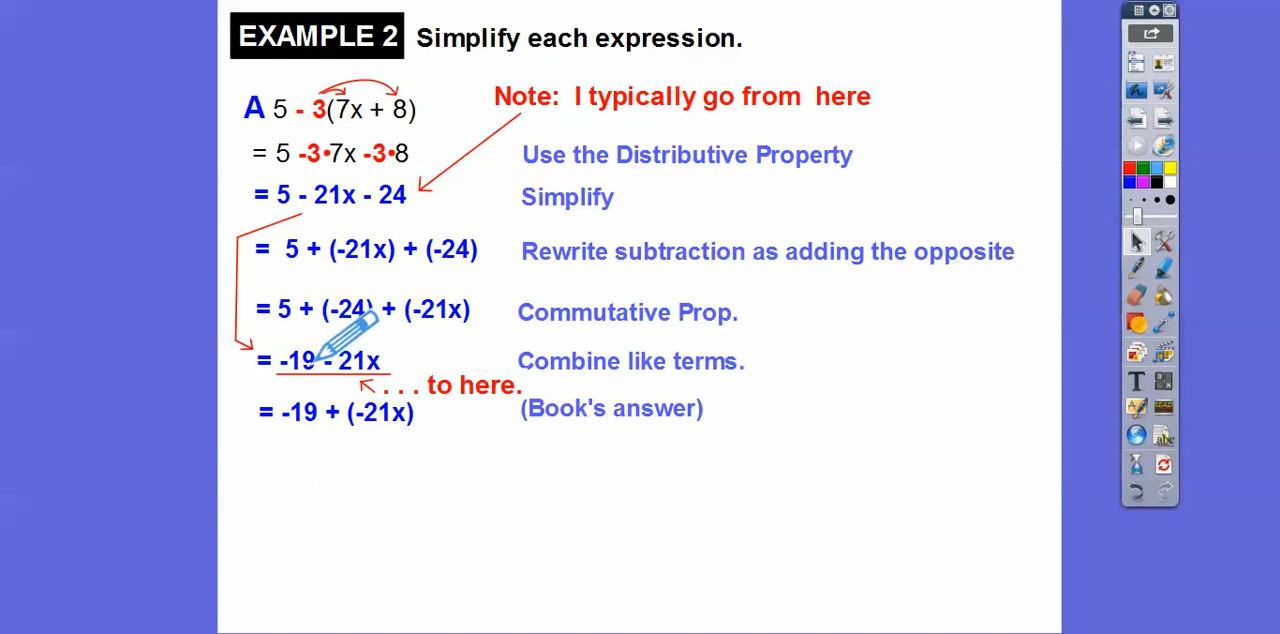 EXAMPLE 2 Simplify each expression.
A 5 - 3(7x + 8)
Note: I typically go from here
= 5 -3•7x -3•8 Use the Distributive Property
= 5 - 21x - 24 Simplify
= 5 + (-21x) + (-24) Rewrite subtraction as adding the opposite
= 5 + (-24) + (-21x) Commutative Prop.
= -19 - 21x Combine like terms.
. . . to here.
= -19 + (-21x) (Book's answer)